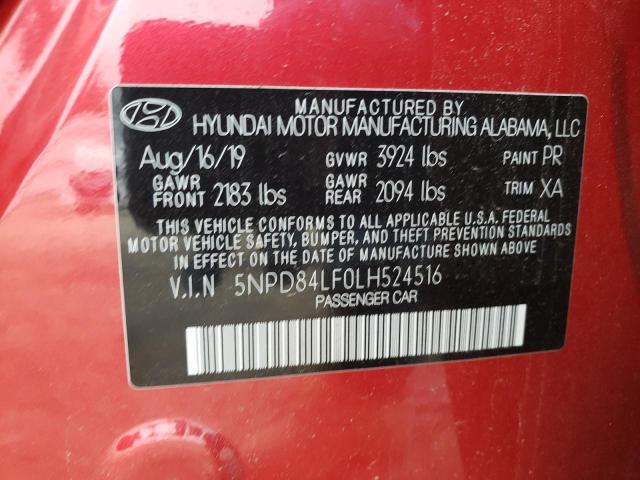 MANUFACTURED BY
HYUNDAI MOTOR MANUFACTURING ALABAMA, LLC
Aug/16/19 GVWR 3924 lbs PAINT PR
GAWR FRONT 2183 lbs GAWR REAR 2094 lbs TRIM XA
THIS VEHICLE CONFORMS TO ALL APPLICABLE U.S.A. FEDERAL
MOTOR VEHICLE SAFETY, BUMPER, AND THEFT PREVENTION STANDARDS
IN EFFECT ON THE DATE OF MANUFACTURE SHOWN ABOVE.
V.I.N 5NPD84LF0LH524516
PASSENGER CAR